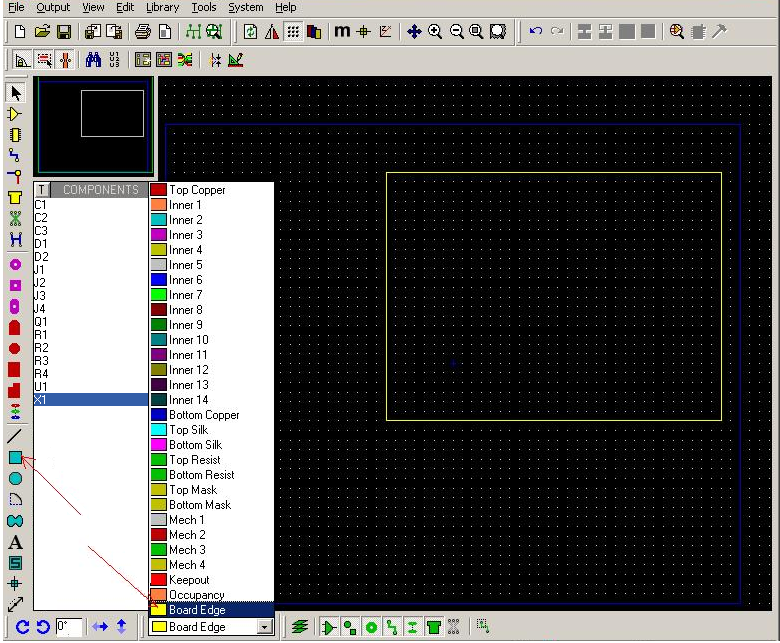 File Output View Edit Library Tools System Help
m
U1
U2
U3
T COMPONENTS
C1
C2
C3
D1
D2
J1
J2
J3
J4
Q1
R1
R2
R3
R4
U1
X1
Top Copper
Inner 1
Inner 2
Inner 3
Inner 4
Inner 5
Inner 6
Inner 7
Inner 8
Inner 9
Inner 10
Inner 11
Inner 12
Inner 13
Inner 14
Bottom Copper
Top Silk
Bottom Silk
Top Resist
Bottom Resist
Top Mask
Bottom Mask
Mech 1
Mech 2
Mech 3
Mech 4
Keepout
Occupancy
Board Edge
A
S
0°
Board Edge